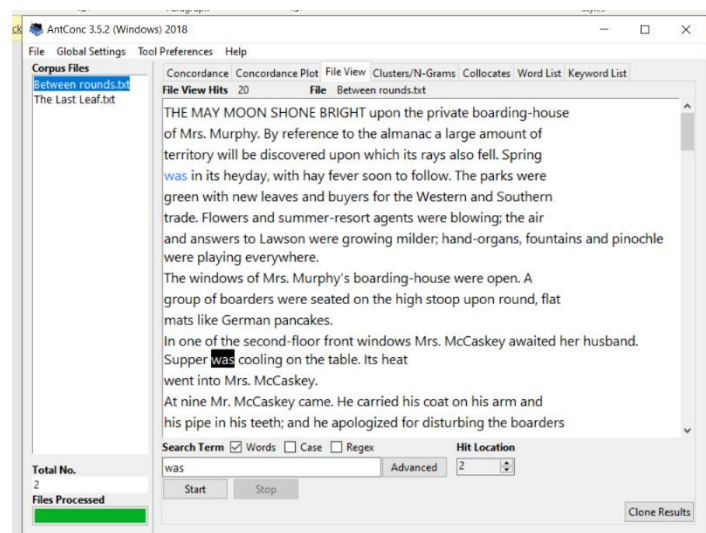 AntConc 3.5.2 (Windows) 2018
File Global Settings Tool Preferences Help
Corpus Files
Between rounds.txt
The Last Leaf.txt
Concordance Concordance Plot File View Clusters/N-Grams Collocates Word List Keyword List
File View Hits 20 File Between rounds.txt
THE MAY MOON SHONE BRIGHT upon the private boarding-house
of Mrs. Murphy. By reference to the almanac a large amount of
territory will be discovered upon which its rays also fell. Spring
was in its heyday, with hay fever soon to follow. The parks were
green with new leaves and buyers for the Western and Southern
trade. Flowers and summer-resort agents were blowing; the air
and answers to Lawson were growing milder; hand-organs, fountains and pinochle
were playing everywhere.
The windows of Mrs. Murphy's boarding-house were open. A
group of boarders were seated on the high stoop upon round, flat
mats like German pancakes.
In one of the second-floor front windows Mrs. McCaskey awaited her husband.
Supper was cooling on the table. Its heat
went into Mrs. McCaskey.
At nine Mr. McCaskey came. He carried his coat on his arm and
his pipe in his teeth; and he apologized for disturbing the boarders
Search Term Words Case Regex Hit Location
was Advanced 2
Start Stop
Total No.
2
Files Processed
Clone Results